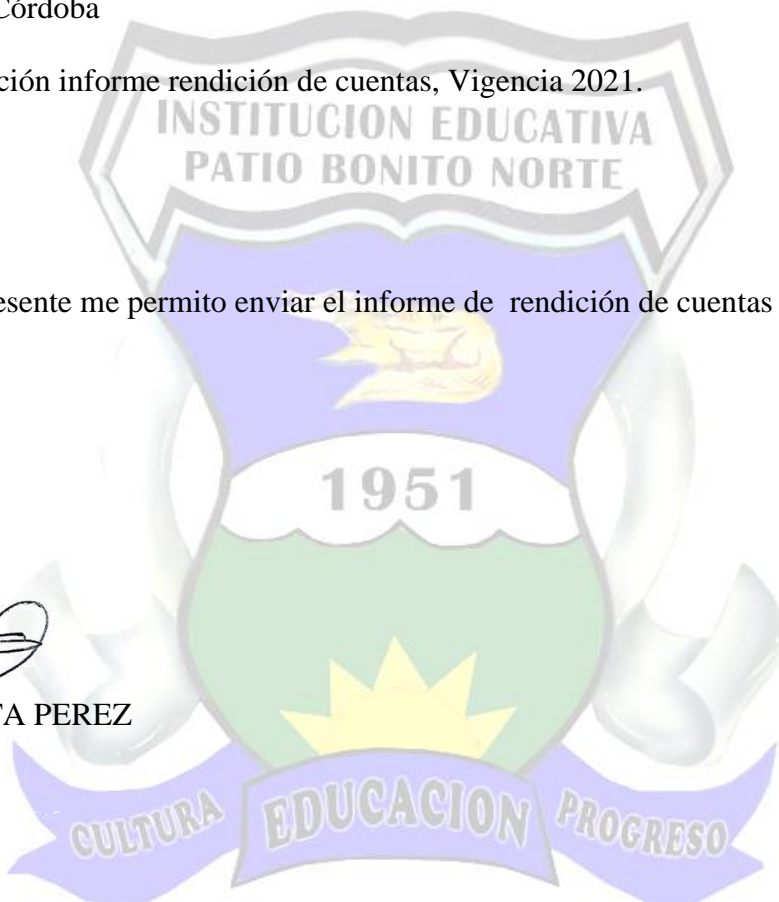 Córdoba
ción informe rendición de cuentas, Vigencia 2021.
INSTITUCION EDUCATIVA
PATIO BONITO NORTE
esente me permito enviar el informe de rendición de cuentas
1951
TA PEREZ
CULTURA EDUCACION PROGRESO